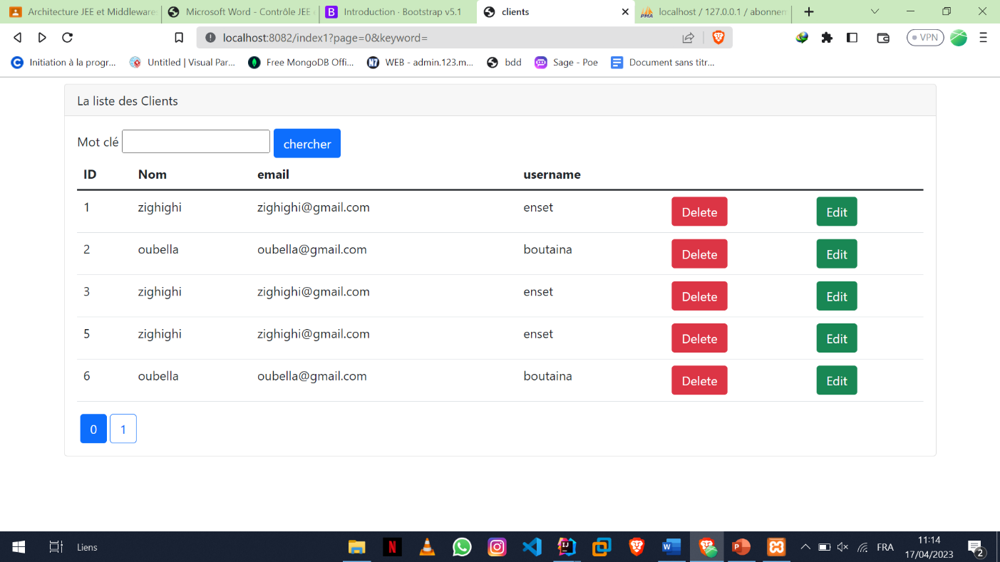 Architecture JEE et Middleware
Microsoft Word - Contrôle JEE
Introduction · Bootstrap v5.1
clients
localhost / 127.0.0.1 / abonnem
localhost:8082/index1?page=0&keyword=
VPN
Initiation à la progr...
Untitled | Visual Par...
Free MongoDB Offi...
WEB - admin.123.m...
bdd
Sage - Poe
Document sans titr...
La liste des Clients
Mot clé chercher
ID Nom email username
1 zighighi zighighi@gmail.com enset Delete Edit
2 oubella oubella@gmail.com boutaina Delete Edit
3 zighighi zighighi@gmail.com enset Delete Edit
5 zighighi zighighi@gmail.com enset Delete Edit
6 oubella oubella@gmail.com boutaina Delete Edit
0 1
Liens
FRA
11:14
17/04/2023
2